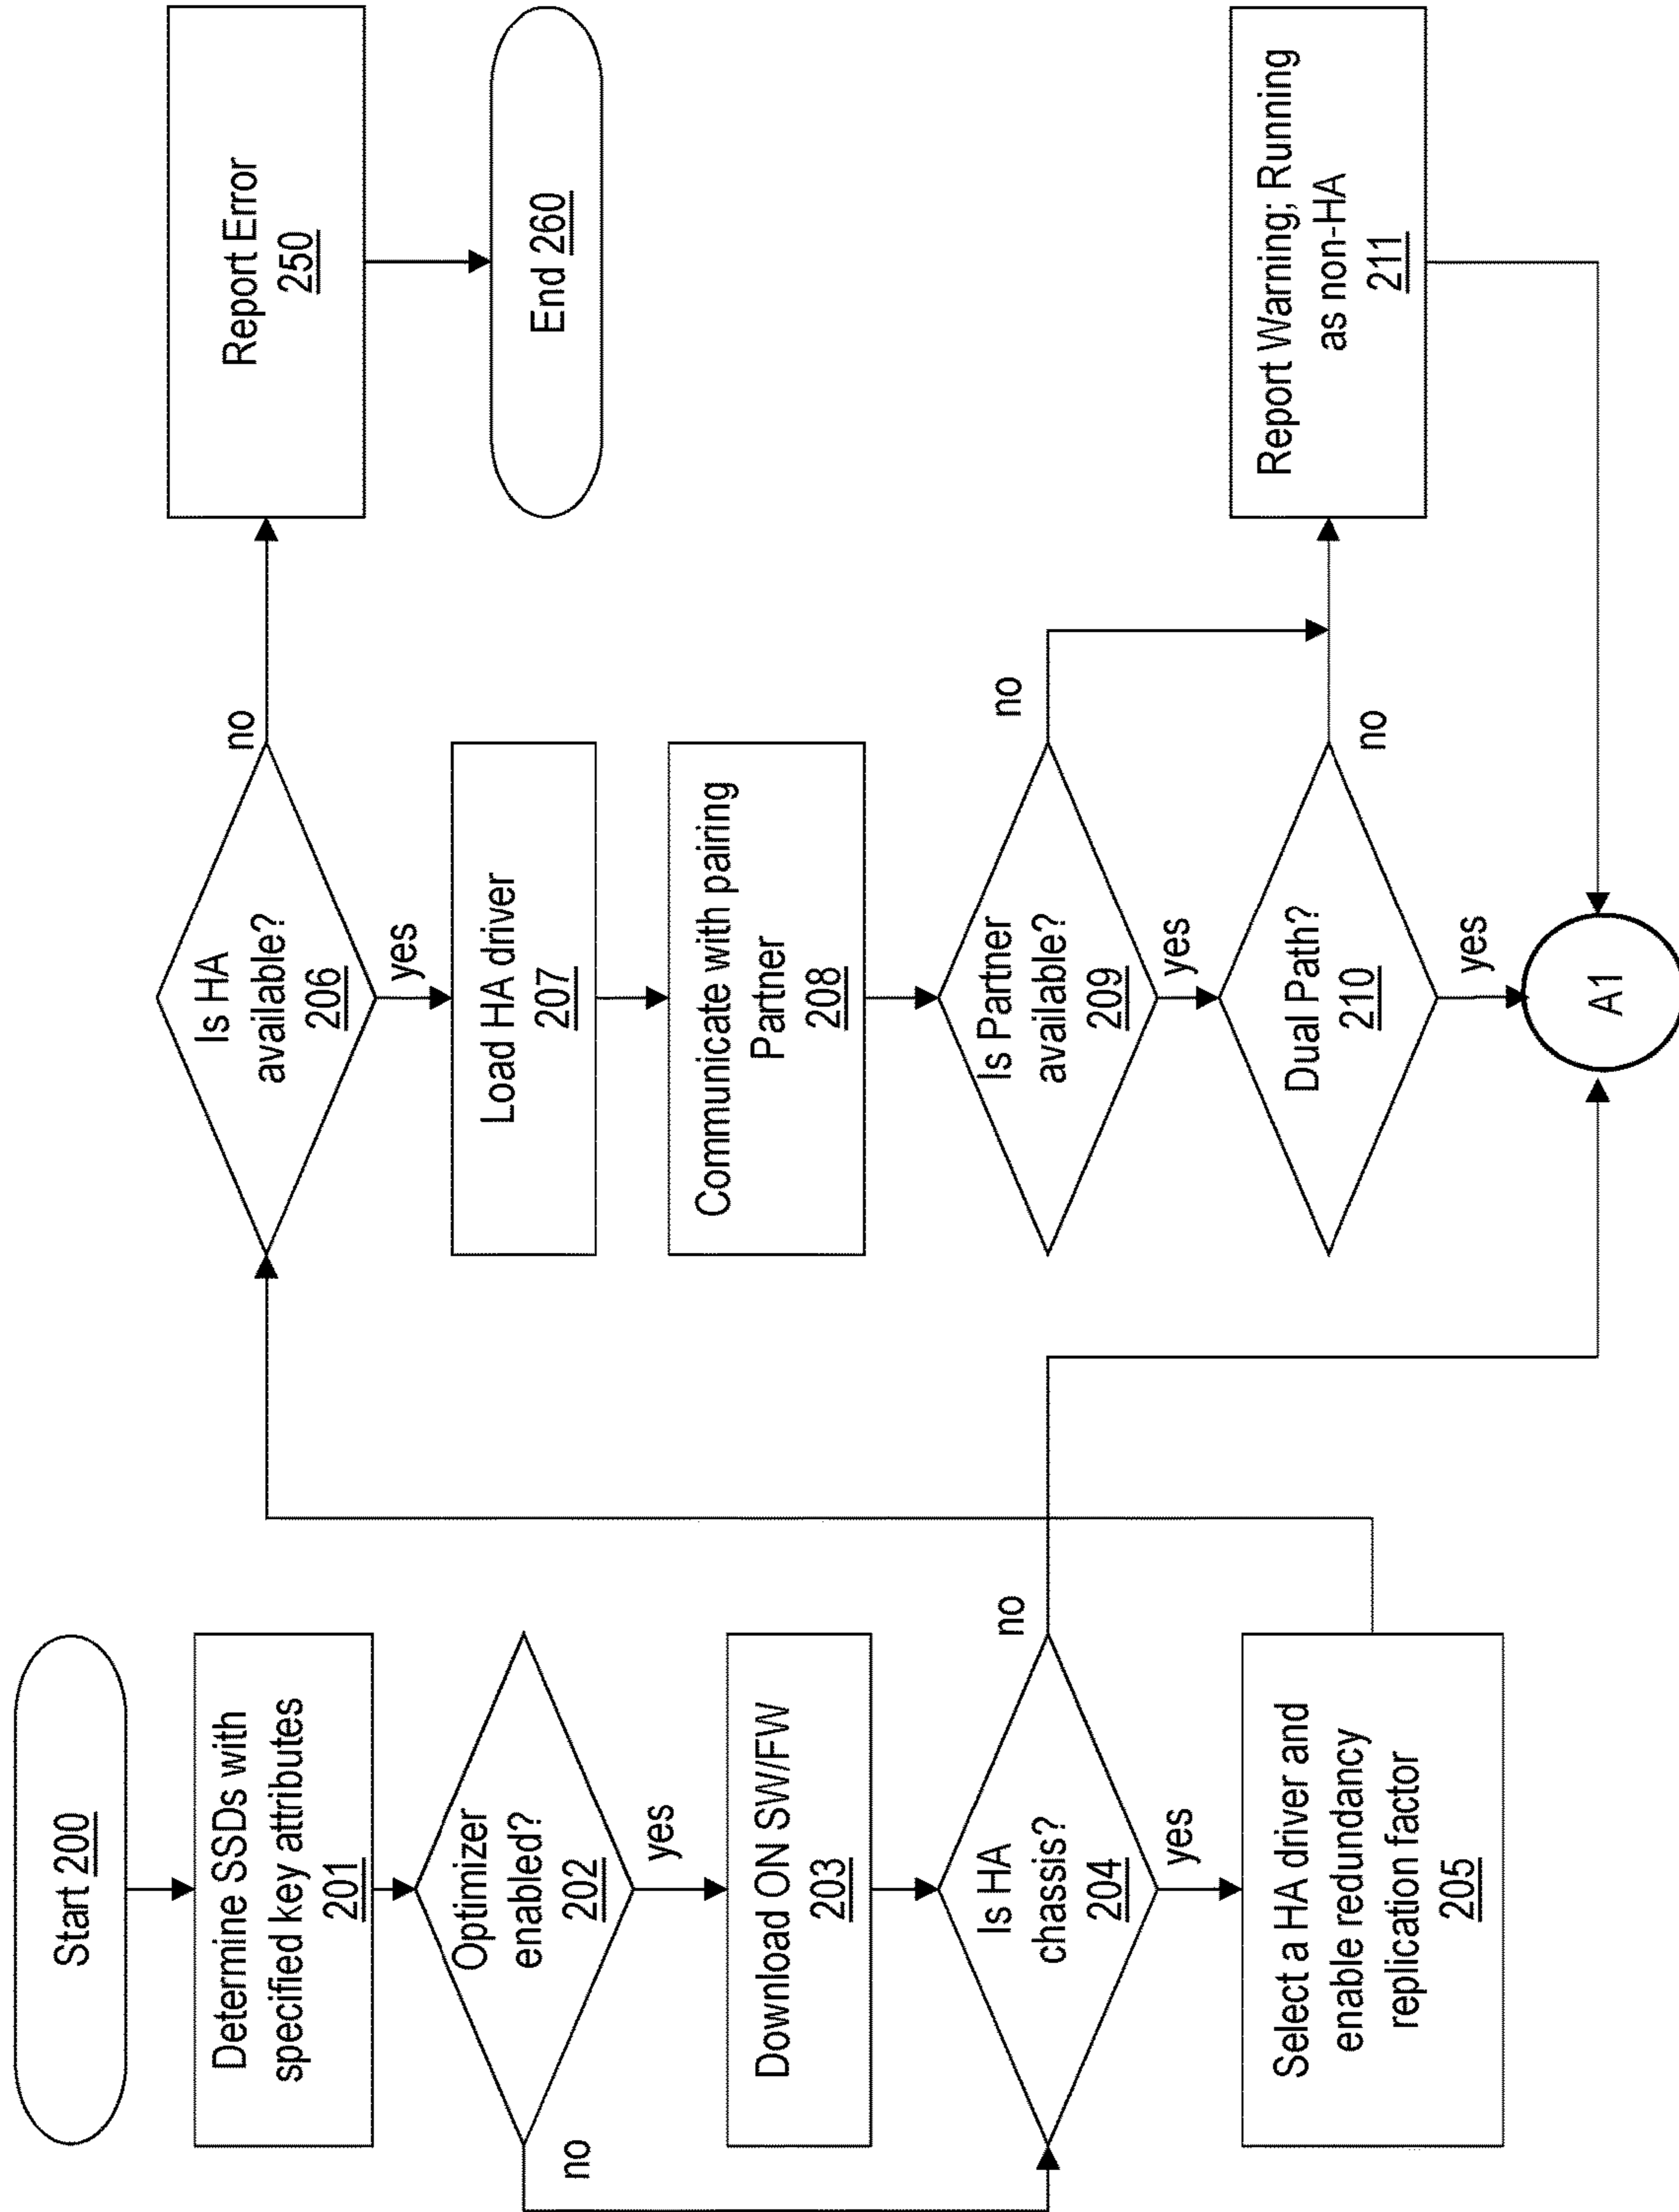 Start 200
Determine SSDs with
specified key attributes
201
Optimizer
enabled?
202
no
yes
Download ON SW/FW
203
Is HA
chassis?
204
no
yes
Select a HA driver and
enable redundancy
replication factor
205
Is HA
available?
206
no
yes
Load HA driver
207
Communicate with pairing
Partner
208
Is Partner
available?
209
no
yes
Dual Path?
210
no
yes
A1
Report Error
250
End 260
Report Warning; Running
as non-HA
211